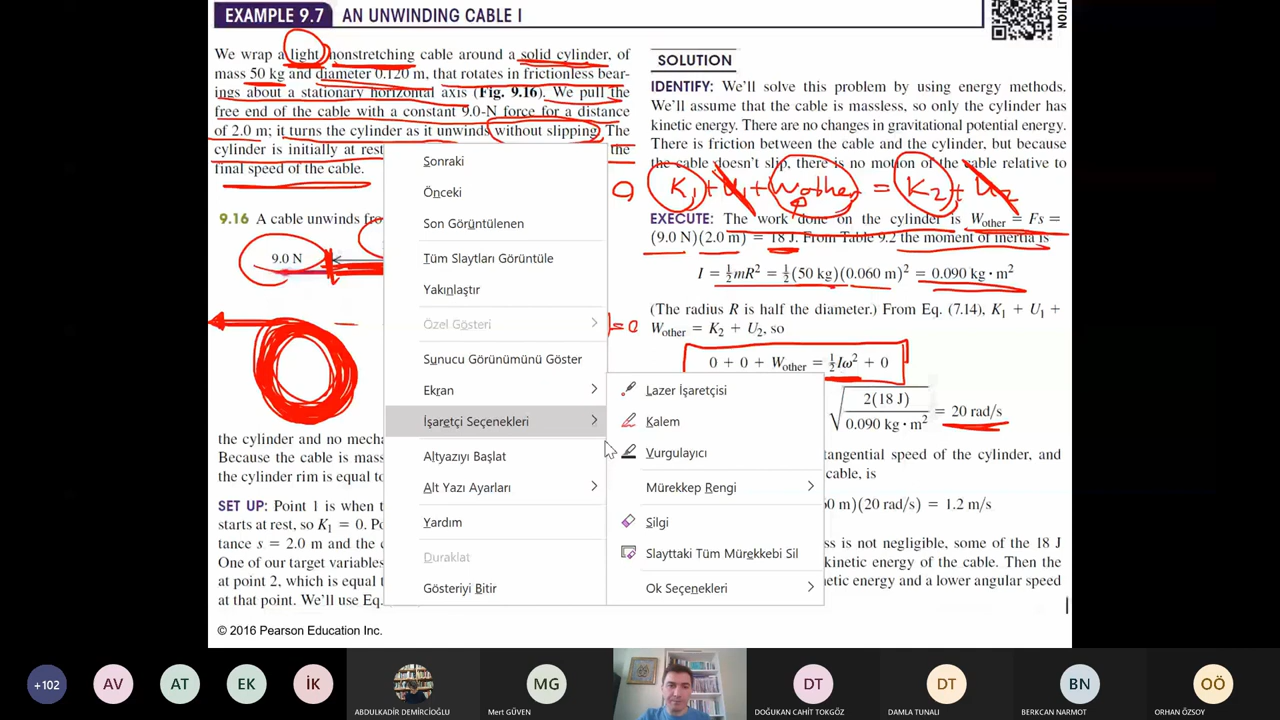 EXAMPLE 9.7 AN UNWINDING CABLE I
We wrap a light, nonstretching cable around a solid cylinder, of
mass 50 kg and diameter 0.120 m, that rotates in frictionless bear-
ings about a stationary horizontal axis (Fig. 9.16). We pull the
free end of the cable with a constant 9.0-N force for a distance
of 2.0 m; it turns the cylinder as it unwinds without slipping. The
cylinder is initially at rest
the
final speed of the cable.
9.16 A cable unwinds fro
9.0 N
= 0
the cylinder and no mecha
Because the cable is mass
the cylinder rim is equal to
SET UP: Point 1 is when t
starts at rest, so K1 = 0. Po
tance s = 2.0 m and the c
One of our target variables
at point 2, which is equal t
at that point. We'll use Eq.
© 2016 Pearson Education Inc.
Sonraki
Önceki
Son Görüntülenen
Tüm Slaytları Görüntüle
Yakınlaştır
Özel Gösteri
Sunucu Görünümünü Göster
Ekran
İşaretçi Seçenekleri
Altyazıyı Başlat
Alt Yazı Ayarları
Yardım
Duraklat
Gösteriyi Bitir
Lazer İşaretçisi
Kalem
Vurgulayıcı
Mürekkep Rengi
Silgi
Slayttaki Tüm Mürekkebi Sil
Ok Seçenekleri
SOLUTION
IDENTIFY: We'll solve this problem by using energy methods.
We'll assume that the cable is massless, so only the cylinder has
kinetic energy. There are no changes in gravitational potential energy.
There is friction between the cable and the cylinder, but because
the cable doesn't slip, there is no motion of the cable relative to
0 K1 + U1 + Wother = K2 + U2
EXECUTE: The work done on the cylinder is Wother = Fs =
(9.0 N)(2.0 m) = 18 J. From Table 9.2 the moment of inertia is
I = ½mR² = ½(50 kg)(0.060 m)² = 0.090 kg · m²
(The radius R is half the diameter.) From Eq. (7.14), K1 + U1 +
Wother = K2 + U2, so
0 + 0 + Wother = ½Iω² + 0
√ 2(18 J) / 0.090 kg · m² = 20 rad/s
tangential speed of the cylinder, and
cable, is
60 m)(20 rad/s) = 1.2 m/s
ss is not negligible, some of the 18 J
kinetic energy of the cable. Then the
netic energy and a lower angular speed
+102
AV
AT
EK
İK
ABDULKADİR DEMİRCİOĞLU
MG
Mert GÜVEN
DT
DOĞUKAN CAHİT TOKGÖZ
DT
DAMLA TUNALI
BN
BERKCAN NARMOT
OÖ
ORHAN ÖZSOY